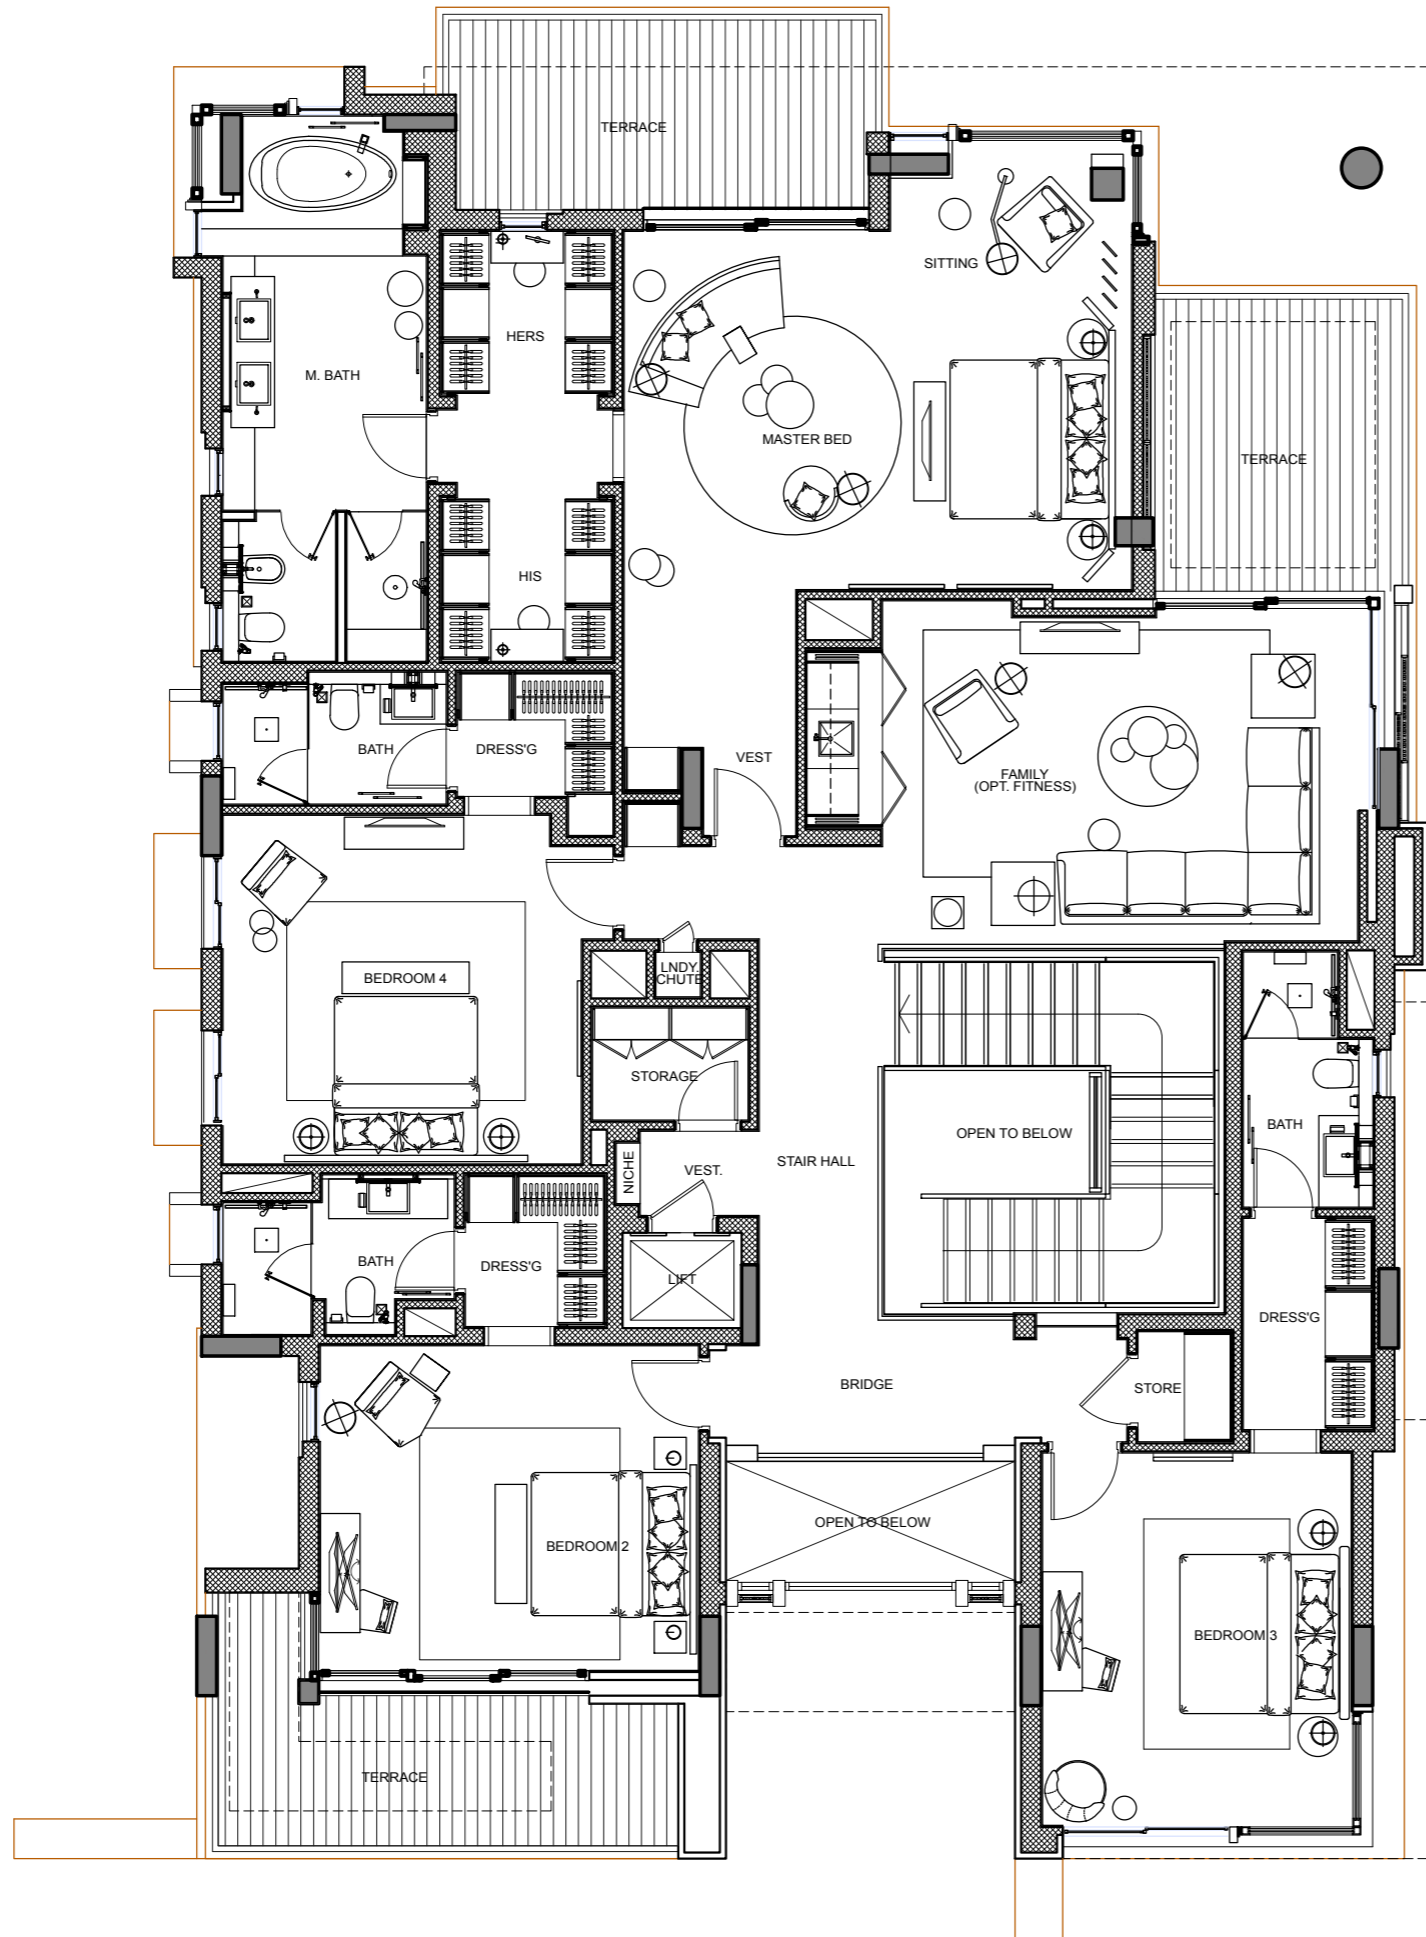 TERRACE
SITTING
HERS
M. BATH
MASTER BED
TERRACE
HIS
BATH
DRESS'G
VEST
FAMILY
(OPT. FITNESS)
BEDROOM 4
LNDY.
CHUTE
STORAGE
OPEN TO BELOW
BATH
STAIR HALL
NICHE
VEST.
BATH
DRESS'G
LIFT
DRESS'G
BRIDGE
STORE
OPEN TO BELOW
BEDROOM 2
BEDROOM 3
TERRACE